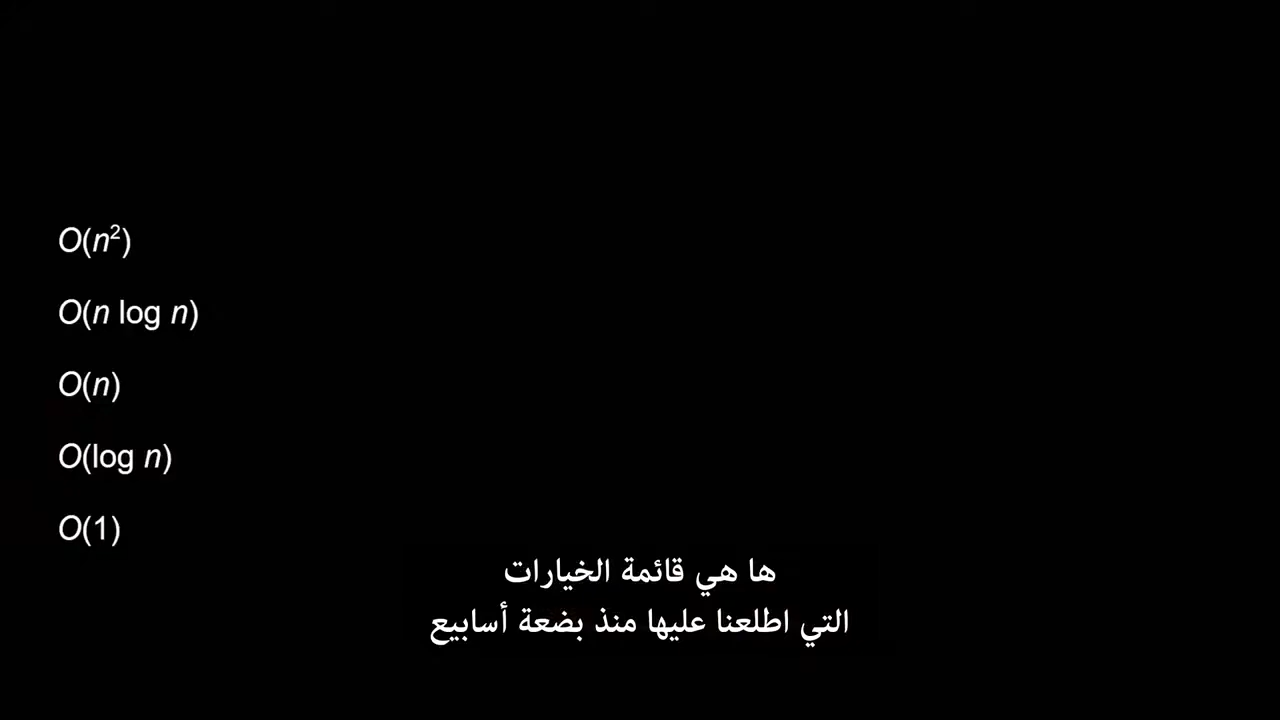 O(n²)
O(n log n)
O(n)
O(log n)
O(1)
ها هي قائمة الخيارات
التي اطلعنا عليها منذ بضعة أسابيع